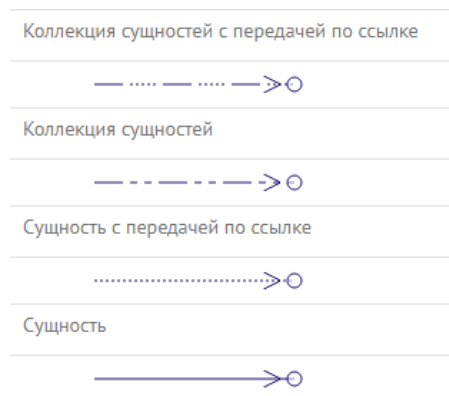 Коллекция сущностей с передачей по ссылке
Коллекция сущностей
Сущность с передачей по ссылке
Сущность